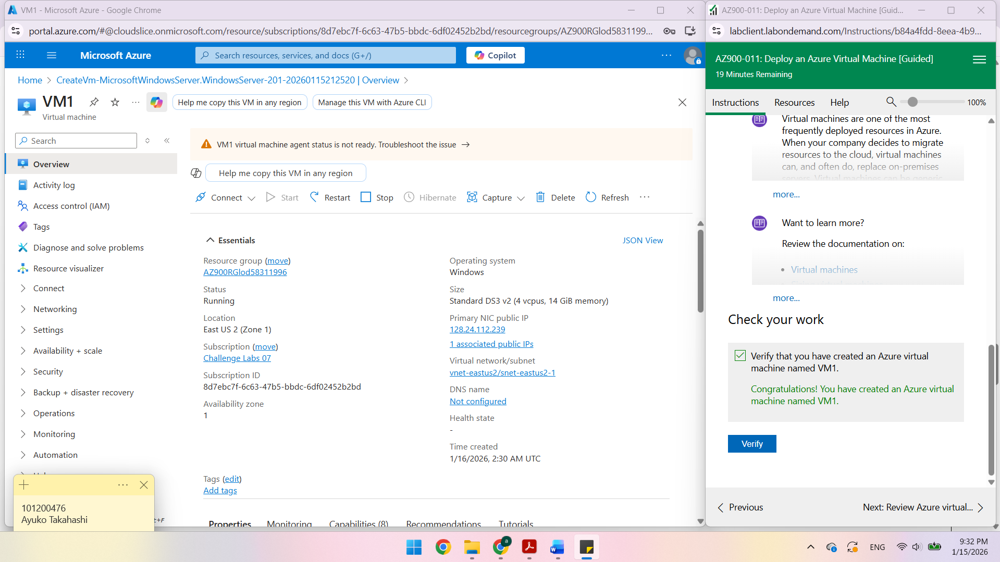 VM1 - Microsoft Azure - Google Chrome
portal.azure.com/#@cloudslice.onmicrosoft.com/resource/subscriptions/8d7ebc7f-6c63-47b5-bbdc-6df02452b2bd/resourcegroups/AZ900RGlod5831199...
Microsoft Azure
Search resources, services, and docs (G+/)
Copilot
Home > CreateVm-MicrosoftWindowsServer.WindowsServer-201-20260115212520 | Overview >
VM1
Virtual machine
Help me copy this VM in any region
Manage this VM with Azure CLI
Search
Overview
Activity log
Access control (IAM)
Tags
Diagnose and solve problems
Resource visualizer
Connect
Networking
Settings
Availability + scale
Security
Backup + disaster recovery
Operations
Monitoring
Automation
VM1 virtual machine agent status is not ready. Troubleshoot the issue →
Help me copy this VM in any region
Connect
Start
Restart
Stop
Hibernate
Capture
Delete
Refresh
Essentials
JSON View
Resource group (move)
AZ900RGlod58311996
Status
Running
Location
East US 2 (Zone 1)
Subscription (move)
Challenge Labs 07
Subscription ID
8d7ebc7f-6c63-47b5-bbdc-6df02452b2bd
Availability zone
1
Operating system
Windows
Size
Standard DS3 v2 (4 vcpus, 14 GiB memory)
Primary NIC public IP
128.24.112.239
1 associated public IPs
Virtual network/subnet
vnet-eastus2/snet-eastus2-1
DNS name
Not configured
Health state
-
Time created
1/16/2026, 2:30 AM UTC
Tags (edit)
Add tags
Properties
Monitoring
Capabilities (8)
Recommendations
Tutorials
101200476
Ayuko Takahashi
t+F
AZ900-011: Deploy an Azure Virtual Machine [Guid...
labclient.labondemand.com/Instructions/b84a4fdd-8eea-4b9...
AZ900-011: Deploy an Azure Virtual Machine [Guided]
19 Minutes Remaining
Instructions
Resources
Help
100%
Virtual machines are one of the most
frequently deployed resources in Azure.
When your company decides to migrate
resources to the cloud, virtual machines
can, and often do, replace on-premises
servers. Virtual machines can be generic
more...
Want to learn more?
Review the documentation on:
• Virtual machines
more...
Check your work
Verify that you have created an Azure virtual
machine named VM1.
Congratulations! You have created an Azure virtual
machine named VM1.
Verify
Previous
Next: Review Azure virtual...
ENG
9:32 PM
1/15/2026